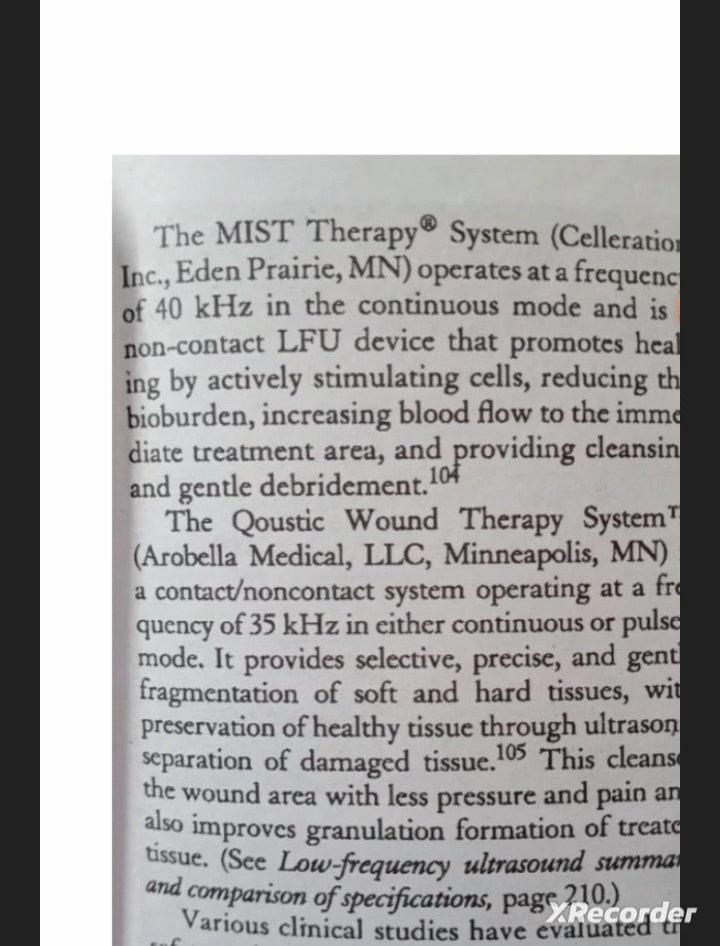 The MIST Therapy® System (Celleration
Inc., Eden Prairie, MN) operates at a frequenc
of 40 kHz in the continuous mode and is
non-contact LFU device that promotes heal
ing by actively stimulating cells, reducing th
bioburden, increasing blood flow to the imme
diate treatment area, and providing cleansin
and gentle debridement.104
The Qoustic Wound Therapy System™
(Arobella Medical, LLC, Minneapolis, MN)
a contact/noncontact system operating at a fre
quency of 35 kHz in either continuous or pulse
mode. It provides selective, precise, and gentl
fragmentation of soft and hard tissues, wit
preservation of healthy tissue through ultrason
separation of damaged tissue.105 This cleanse
the wound area with less pressure and pain an
also improves granulation formation of treate
tissue. (See Low-frequency ultrasound summar
and comparison of specifications, page 210.)
XRecorder
Various clinical studies have evaluated